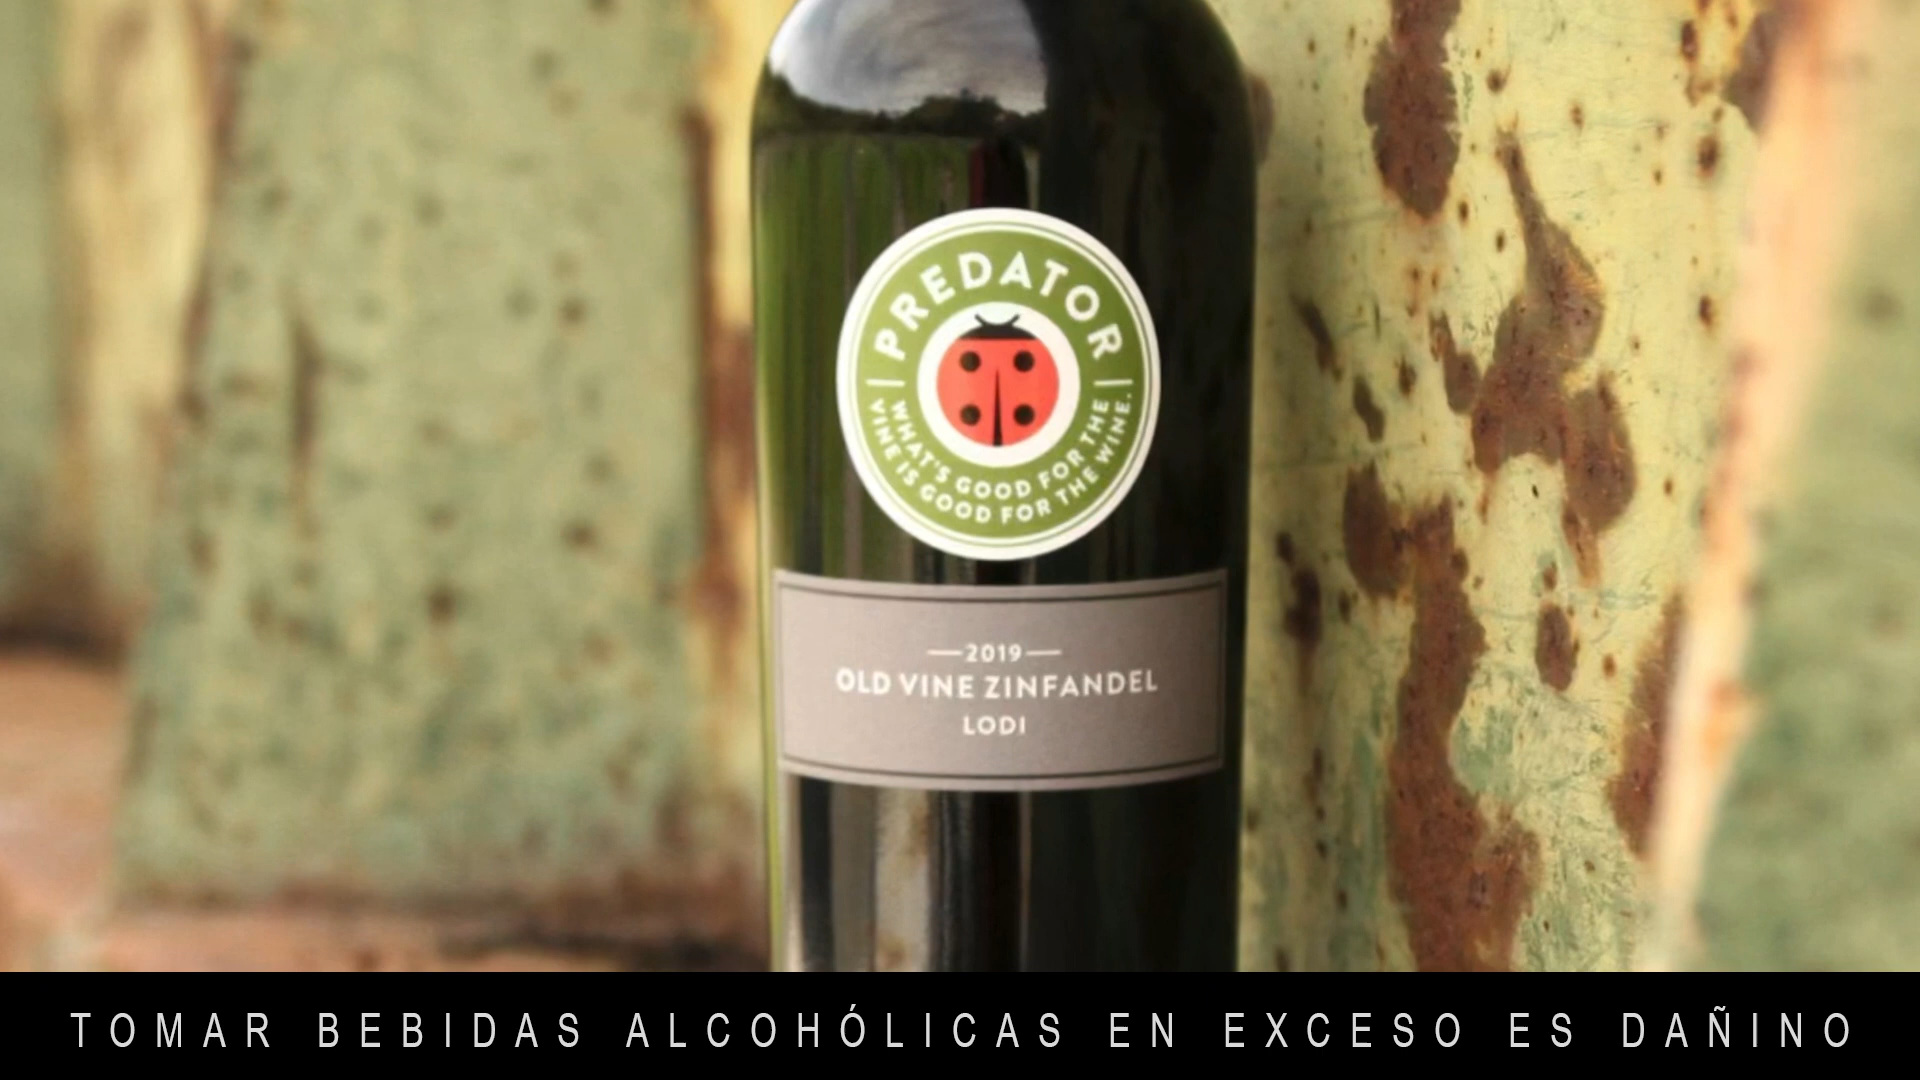 PREDATOR
WHAT'S GOOD FOR THE
VINE IS GOOD FOR THE WINE.
2019
OLD VINE ZINFANDEL
LODI
TOMAR BEBIDAS ALCOHÓLICAS EN EXCESO ES DAÑINO